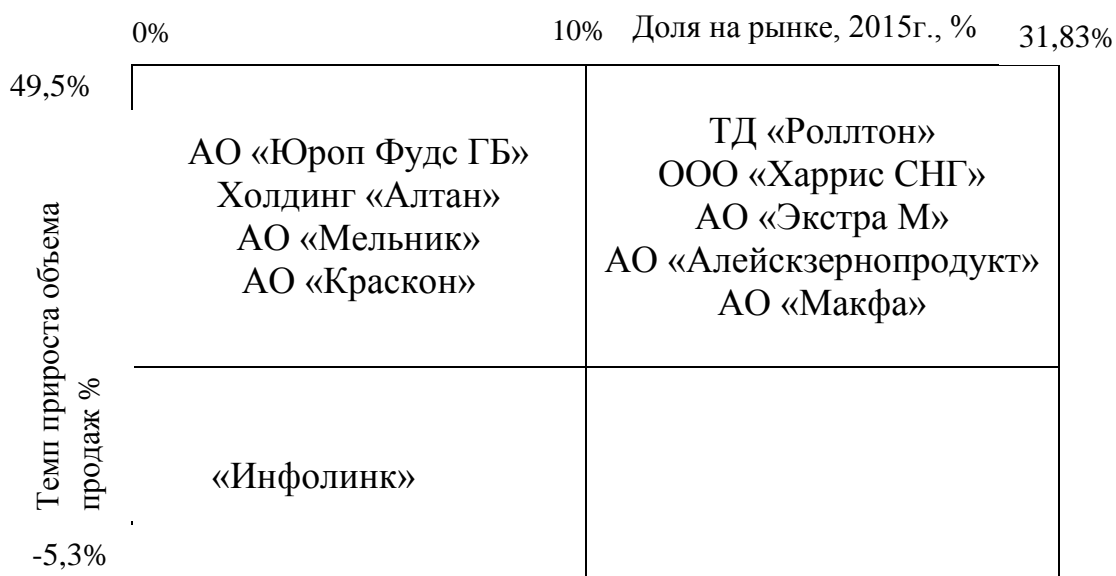 0%
10%
Доля на рынке, 2015г., %
31,83%
49,5%
АО «Юроп Фудс ГБ»
Холдинг «Алтан»
АО «Мельник»
АО «Краскон»
ТД «Роллтон»
ООО «Харрис СНГ»
АО «Экстра М»
АО «Алейскзернопродукт»
АО «Макфа»
Темп прироста объема
продаж %
«Инфолинк»
-5,3%